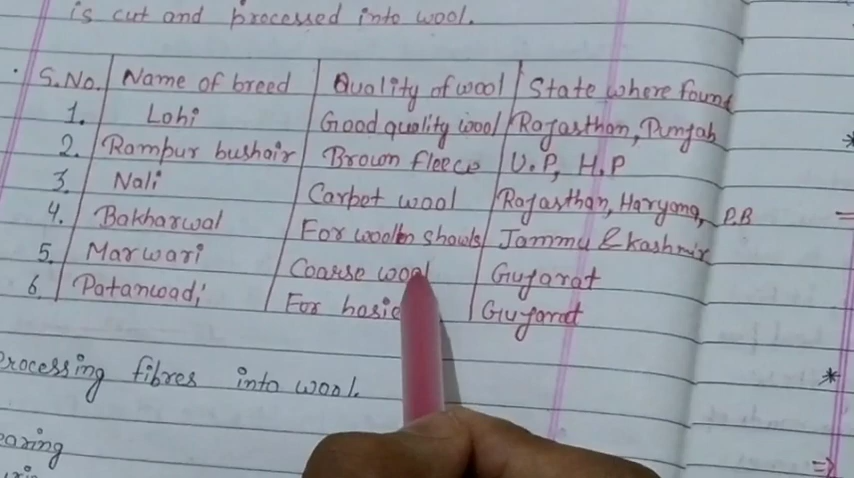 is cut and processed into wool.
S.No. Name of breed Quality of wool State where found
1. Lohi Good quality wool Rajasthan, Punjab
2. Rampur bushair Brown fleece U.P, H.P
3. Nali Carpet wool Rajasthan, Haryana, P.B
4. Bakharwal For woolen shawls Jammu & Kashmir
5. Marwari Coarse wool Gujarat
6. Patanwadi For hosie Gujarat
Processing fibres into wool.
earing